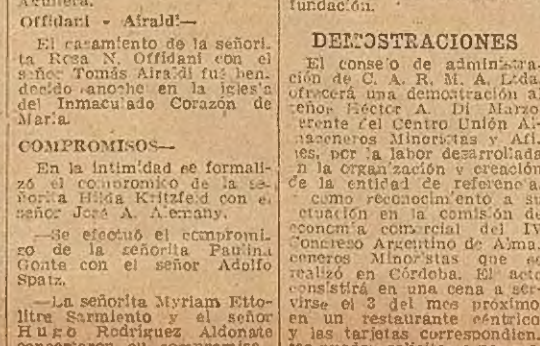 Offidani - Airaldi—
El casamiento de la señori-
ta Rosa N. Offidani con el
señor Tomás Airaldi fué ben-
decido anoche en la iglesia
del Inmaculado Corazón de
María.
COMPROMISOS—
En la intimidad se formali-
zó el compromiso de la se-
ñorita Hilda Kritzfeld con el
señor José A. Alemany.
—Se efectuó el compromi-
so de la señorita Paulina
Gonte con el señor Adolfo
Spatz.
—La señorita Myriam Etto-
litre Sarmiento y el señor
Hugo Rodríguez Aldonate
concertaron su compromiso
fundación.
DEMOSTRACIONES
El consejo de administra-
ción de C. A. R. M. A. Ltda.
ofrecerá una demostración al
señor Héctor A. Di Marzo
gerente del Centro Unión Al-
maceneros Minoristas y Afi-
nes, por la labor desarrollada
en la organización y creación
de la entidad de referencia
como reconocimiento a su
actuación en la comisión de
economía comercial del IV
Congreso Argentino de Alma-
ceneros Minoristas que se
realizó en Córdoba. El acto
consistirá en una cena a ser-
virse el 3 del mes próximo
en un restaurante céntrico
y las tarjetas correspondien-